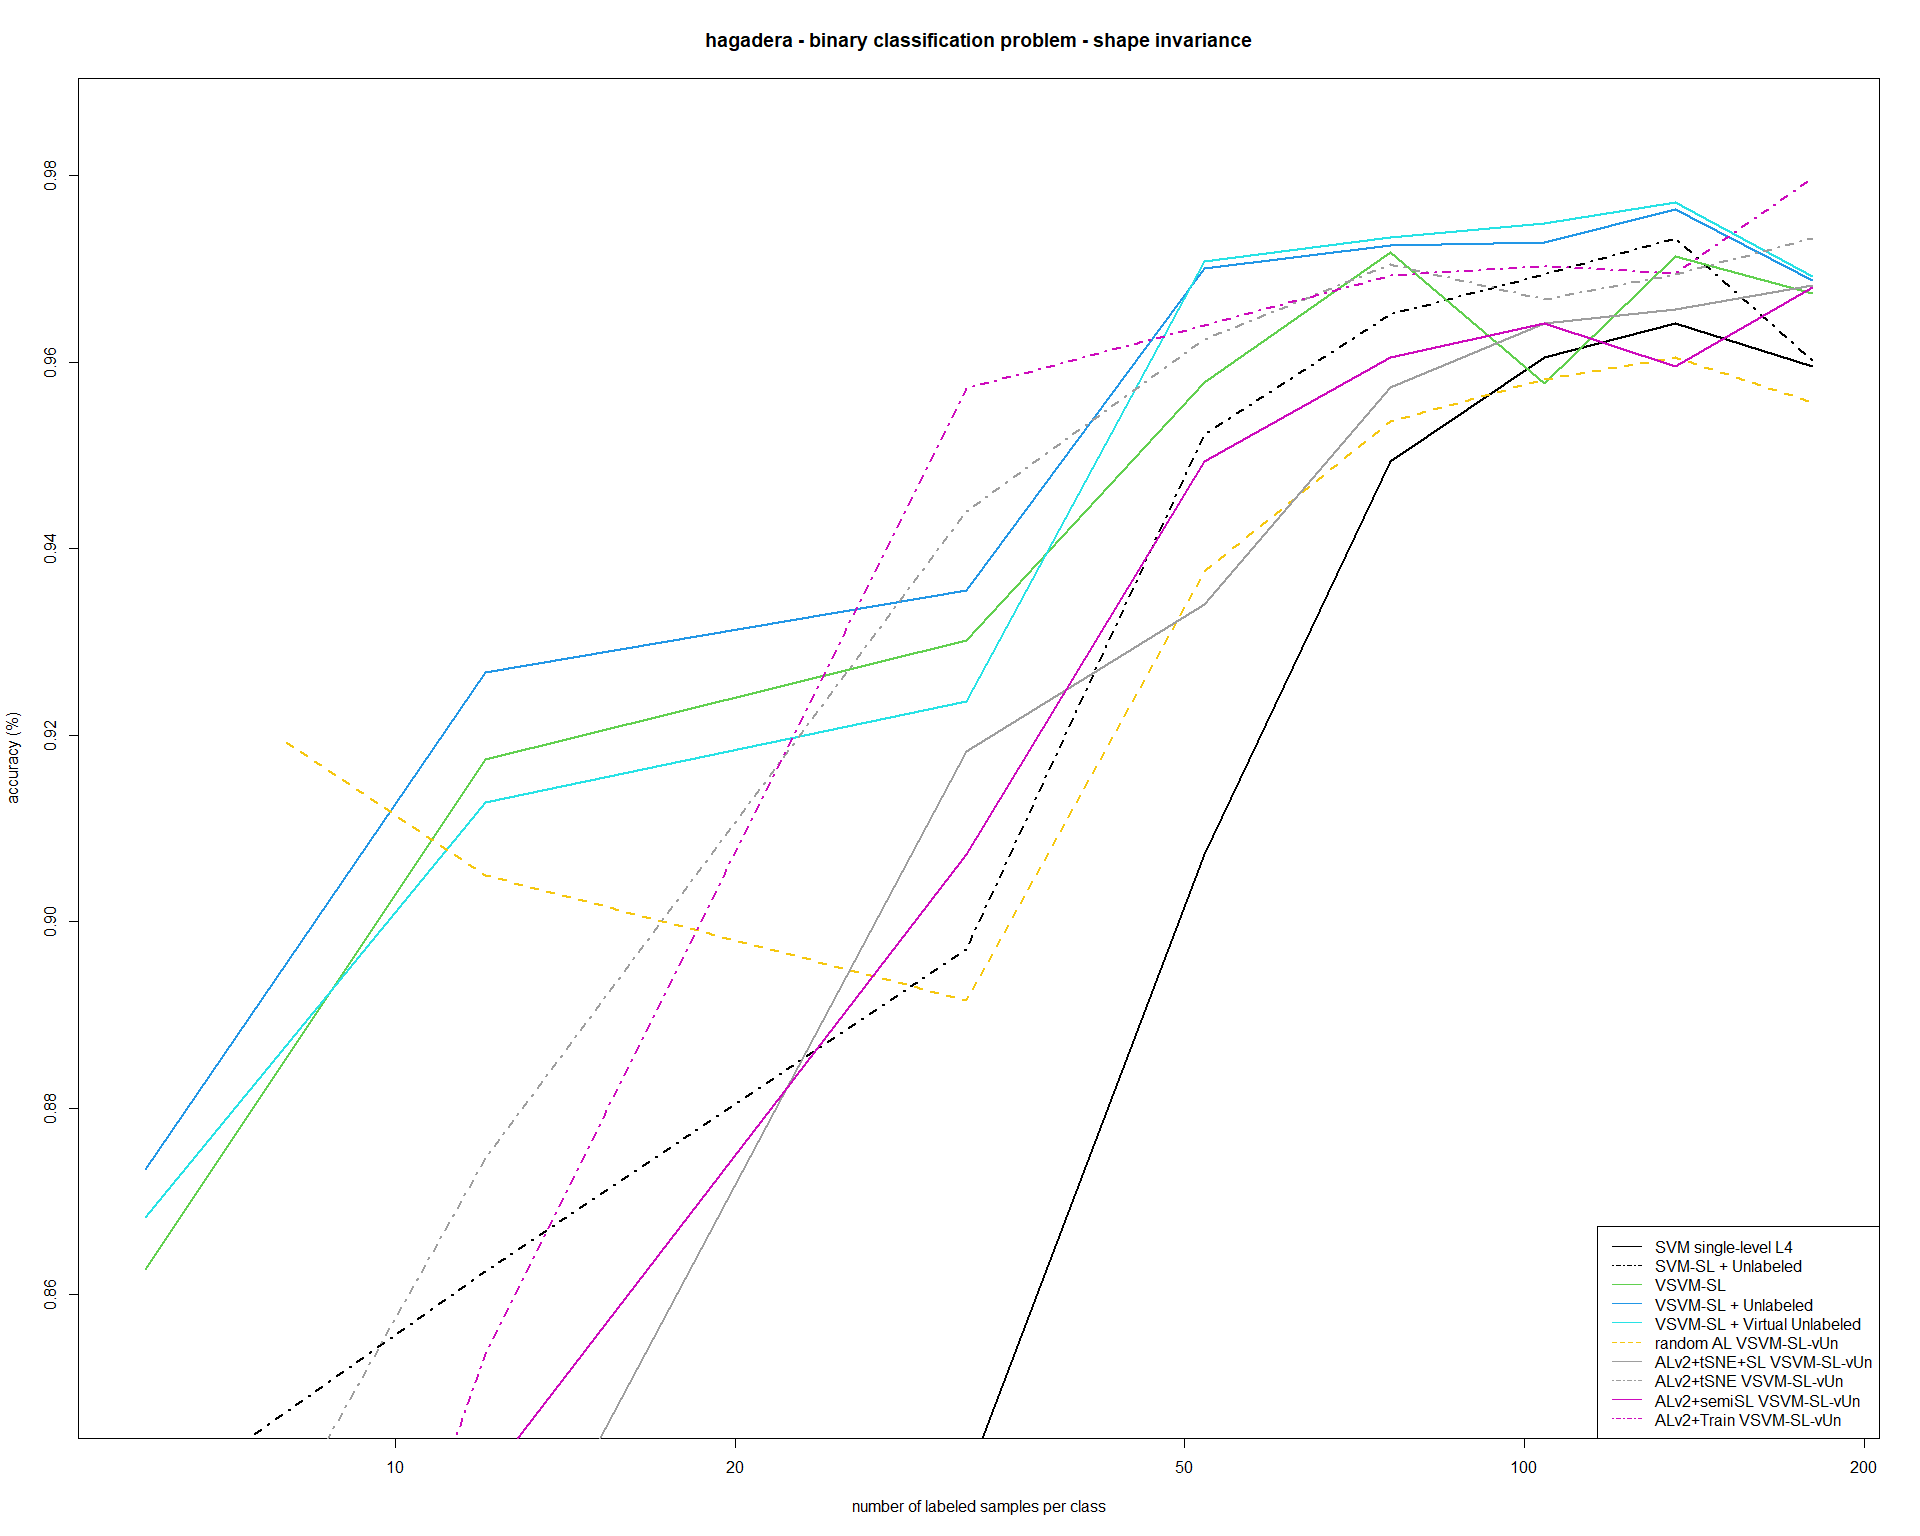 hagadera - binary classification problem - shape invariance
0.98
0.96
0.94
0.92
0.90
0.88
0.86
accuracy (%)
10
20
50
100
200
number of labeled samples per class
SVM single-level L4
SVM-SL + Unlabeled
VSVM-SL
VSVM-SL + Unlabeled
VSVM-SL + Virtual Unlabeled
random AL VSVM-SL-vUn
ALv2+tSNE+SL VSVM-SL-vUn
ALv2+tSNE VSVM-SL-vUn
ALv2+semiSL VSVM-SL-vUn
ALv2+Train VSVM-SL-vUn